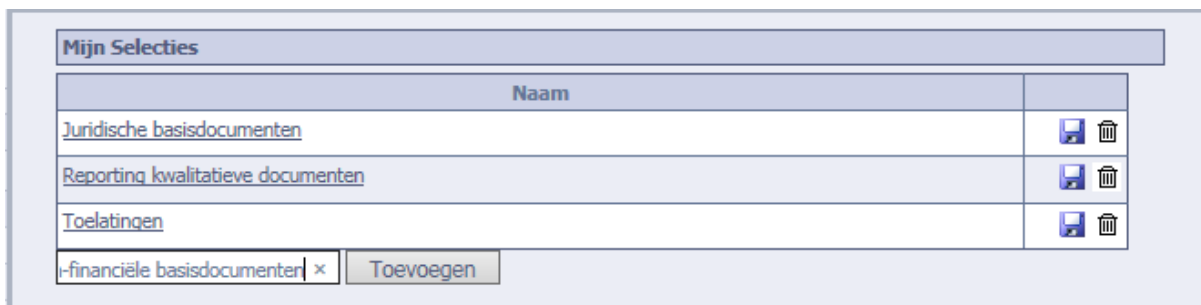 Mijn Selecties
Naam
Juridische basisdocumenten
Reporting kwalitatieve documenten
Toelatingen
-financiële basisdocumenten × Toevoegen